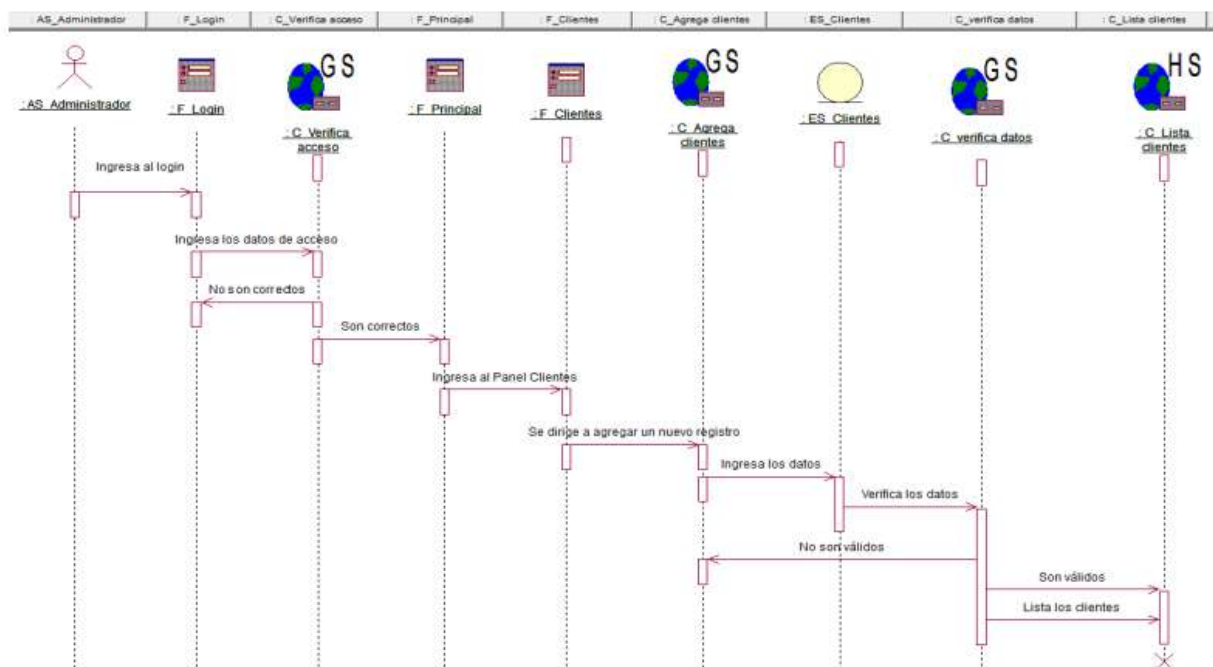 : AS_Administrador
: F_Login
: C_Verifica acceso
: F_Principal
: F_Clientes
: C_Agrega clientes
: ES_Clientes
: C_verifica datos
: C_Lista clientes
GS
GS
GS
HS
: AS_Administrador
: F_Login
: C_Verifica
acceso
: F_Principal
: F_Clientes
: C_Agrega
clientes
: ES_Clientes
: C_verifica datos
: C_Lista
clientes
Ingresa al login
Ingresa los datos de acceso
No son correctos
Son correctos
Ingresa al Panel Clientes
Se dirige a agregar un nuevo registro
Ingresa los datos
Verifica los datos
No son válidos
Son válidos
Lista los clientes